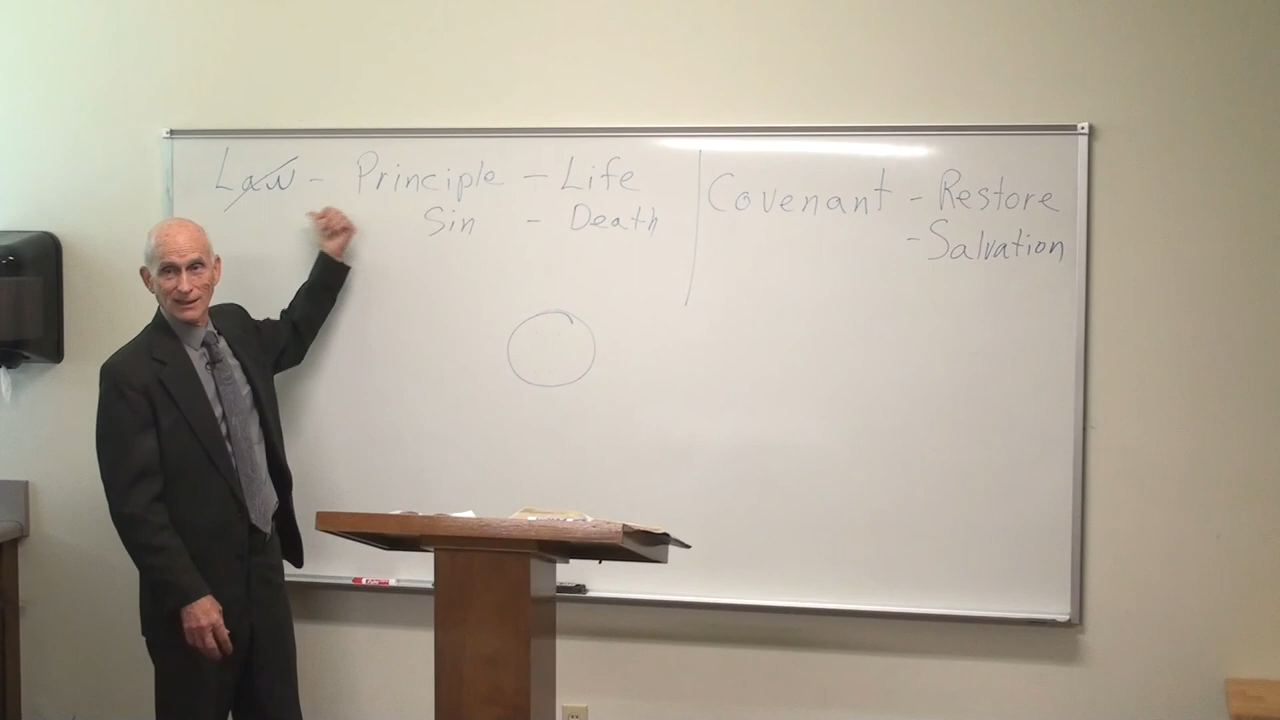 Law - Principle - Life
Sin - Death
Covenant - Restore
- Salvation